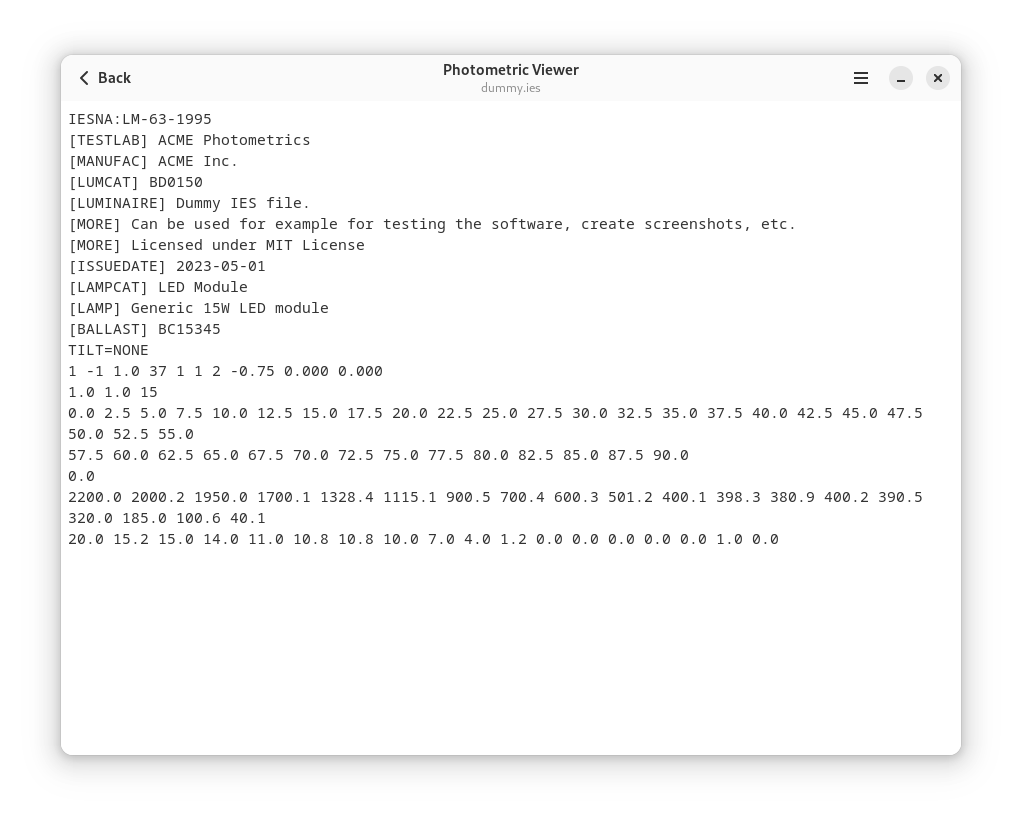 Back
Photometric Viewer
dummy.ies
IESNA:LM-63-1995
[TESTLAB] ACME Photometrics
[MANUFAC] ACME Inc.
[LUMCAT] BD0150
[LUMINAIRE] Dummy IES file.
[MORE] Can be used for example for testing the software, create screenshots, etc.
[MORE] Licensed under MIT License
[ISSUEDATE] 2023-05-01
[LAMPCAT] LED Module
[LAMP] Generic 15W LED module
[BALLAST] BC15345
TILT=NONE
1 -1 1.0 37 1 1 2 -0.75 0.000 0.000
1.0 1.0 15
0.0 2.5 5.0 7.5 10.0 12.5 15.0 17.5 20.0 22.5 25.0 27.5 30.0 32.5 35.0 37.5 40.0 42.5 45.0 47.5
50.0 52.5 55.0
57.5 60.0 62.5 65.0 67.5 70.0 72.5 75.0 77.5 80.0 82.5 85.0 87.5 90.0
0.0
2200.0 2000.2 1950.0 1700.1 1328.4 1115.1 900.5 700.4 600.3 501.2 400.1 398.3 380.9 400.2 390.5
320.0 185.0 100.6 40.1
20.0 15.2 15.0 14.0 11.0 10.8 10.8 10.0 7.0 4.0 1.2 0.0 0.0 0.0 0.0 0.0 1.0 0.0